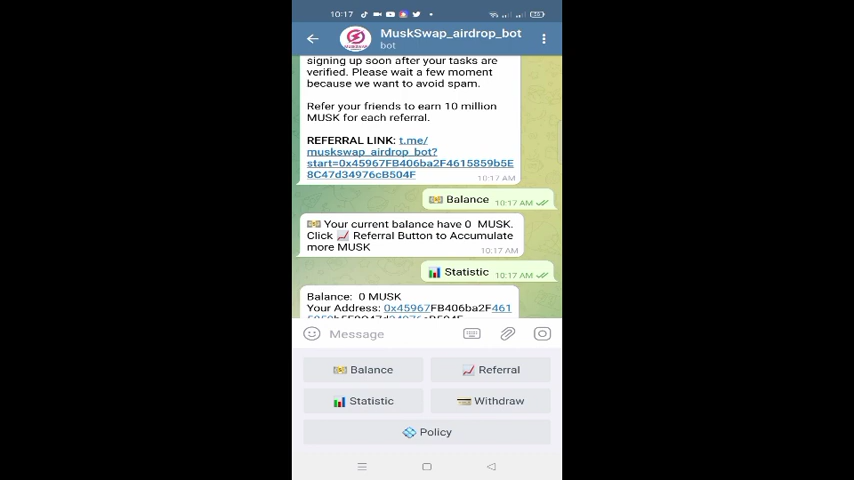 10:17
MuskSwap_airdrop_bot
bot
signing up soon after your tasks are
verified. Please wait a few moment
because we want to avoid spam.
Refer your friends to earn 10 million
MUSK for each referral.
REFERRAL LINK: t.me/
muskswap_airdrop_bot?
start=0x45967FB406ba2F4615859b5E
8C47d34976cB504F
10:17 AM
Balance 10:17 AM
Your current balance have 0 MUSK.
Click Referral Button to Accumulate
more MUSK
10:17 AM
Statistic 10:17 AM
Balance: 0 MUSK
Your Address: 0x45967FB406ba2F461
Message
Balance
Referral
Statistic
Withdraw
Policy